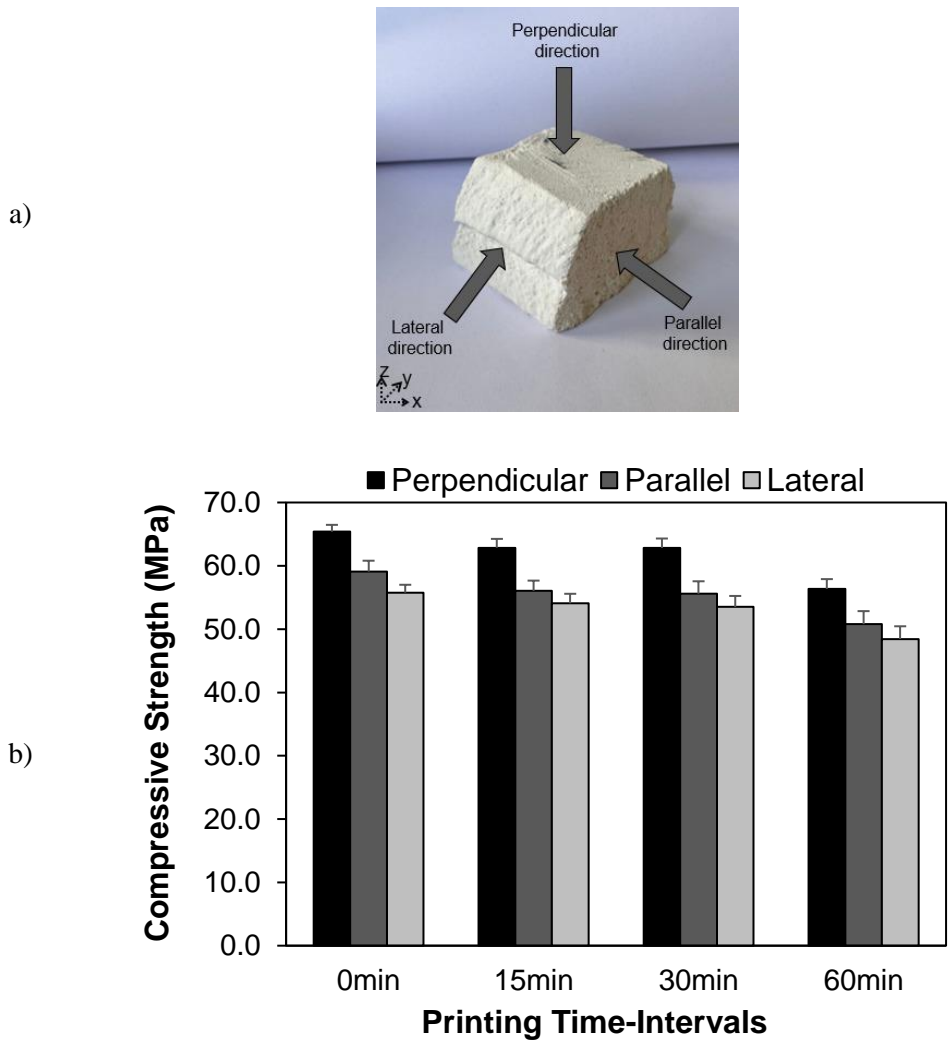 a)
Perpendicular
direction
Lateral
direction
Parallel
direction
z
y
x
b)
Perpendicular Parallel Lateral
Compressive Strength (MPa)
70.0
60.0
50.0
40.0
30.0
20.0
10.0
0.0
0min 15min 30min 60min
Printing Time-Intervals